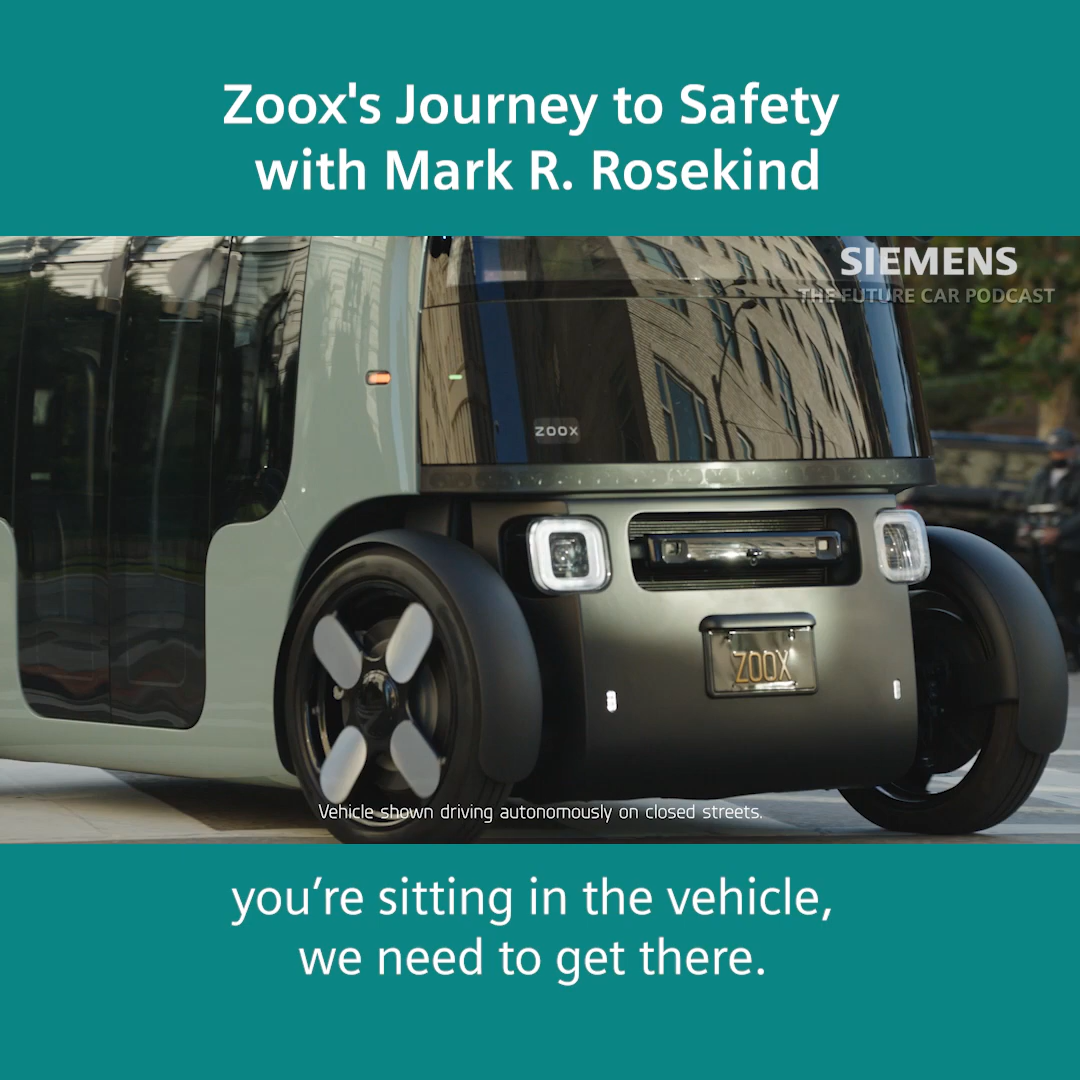 Zoox's Journey to Safety
with Mark R. Rosekind
SIEMENS
THE FUTURE CAR PODCAST
ZOOX
ZOOX
Vehicle shown driving autonomously on closed streets.
you’re sitting in the vehicle,
we need to get there.